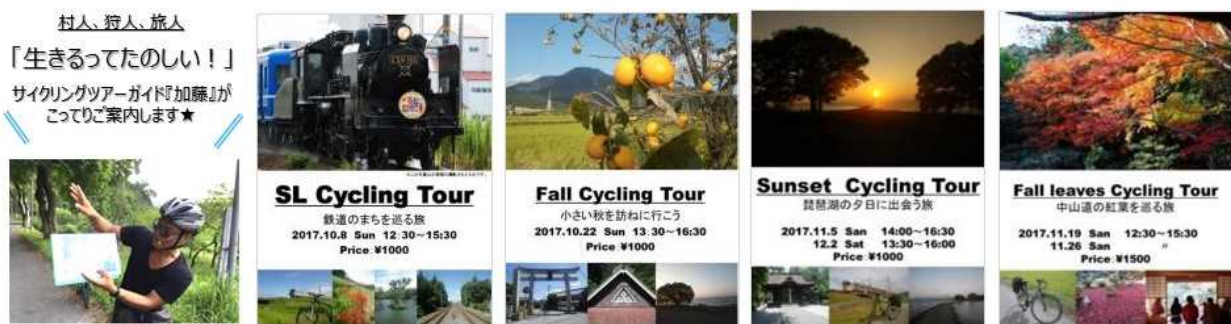 村人、狩人、旅人
「生きるってたのしい！」
サイクリングツアーガイド『加藤』が
こってりご案内します★
SL Cycling Tour
鉄道のまちを巡る旅
2017.10.8 Sun 12:30～15:30
Price:¥1000
Fall Cycling Tour
小さい秋を訪ねに行こう
2017.10.22 Sun 13:30～16:30
Price:¥1000
Sunset Cycling Tour
琵琶湖の夕日に出会う旅
2017.11.5 San 14:00～16:30
12.2 Sat 13:30～16:00
Price:¥1000
Fall leaves Cycling Tour
中山道の紅葉を巡る旅
2017.11.19 San 12:30～15:30
11.26 San 〃
Price:¥1500